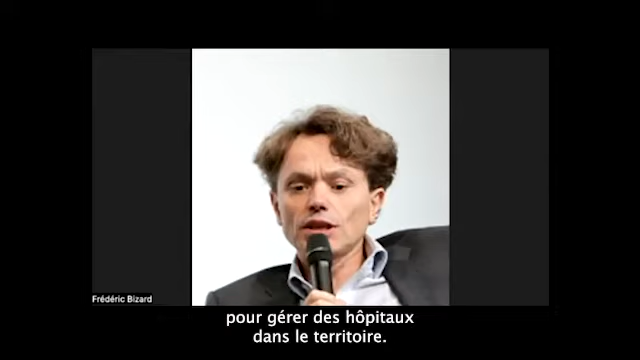 Frédéric Bizard
pour gérer des hôpitaux
dans le territoire.